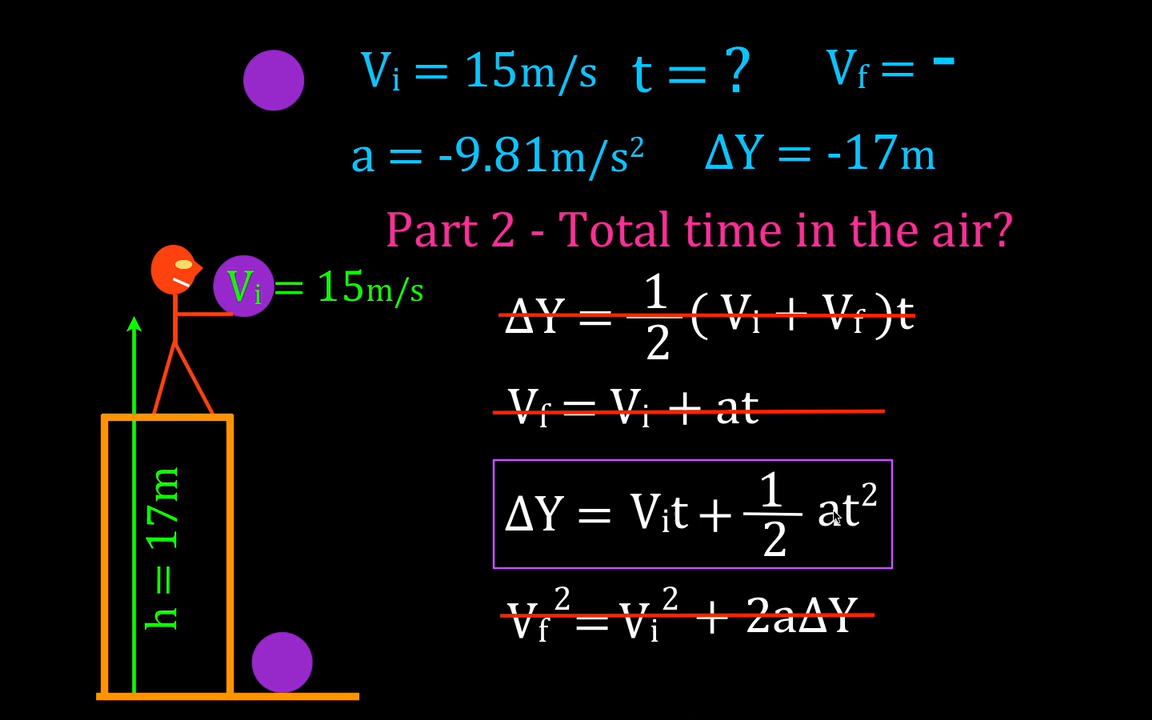 Vi = 15m/s t = ? Vf = -
a = -9.81m/s² ΔY = -17m
Part 2 - Total time in the air?
Vi = 15m/s
ΔY = 1/2 ( Vi + Vf )t
Vf = Vi + at
h = 17m
ΔY = Vit + 1/2 at²
Vf² = Vi² + 2aΔY